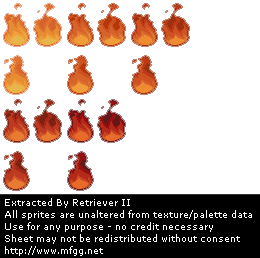 Extracted By Retriever II
All sprites are unaltered from texture/palette data
Use for any purpose - no credit necessary
Sheet may not be redistributed without consent
http://www.mfgg.net